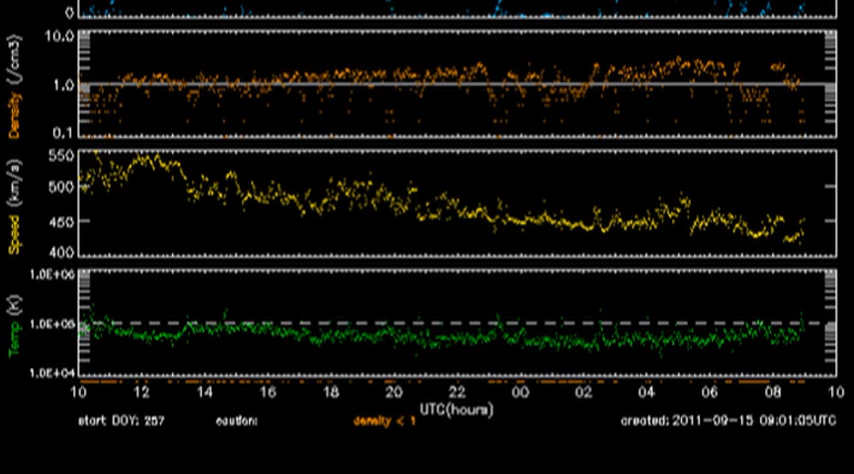 0
10.0
1.0
0.1
Density (/cm3)
550
500
450
400
Speed (km/s)
1.0E+06
1.0E+05
1.0E+04
Temp (K)
10 12 14 16 18 20 22 00 02 04 06 08 10
UTC(hours)
start DOY: 257 caution: density < 1 created: 2011-09-15 09:01:05UTC